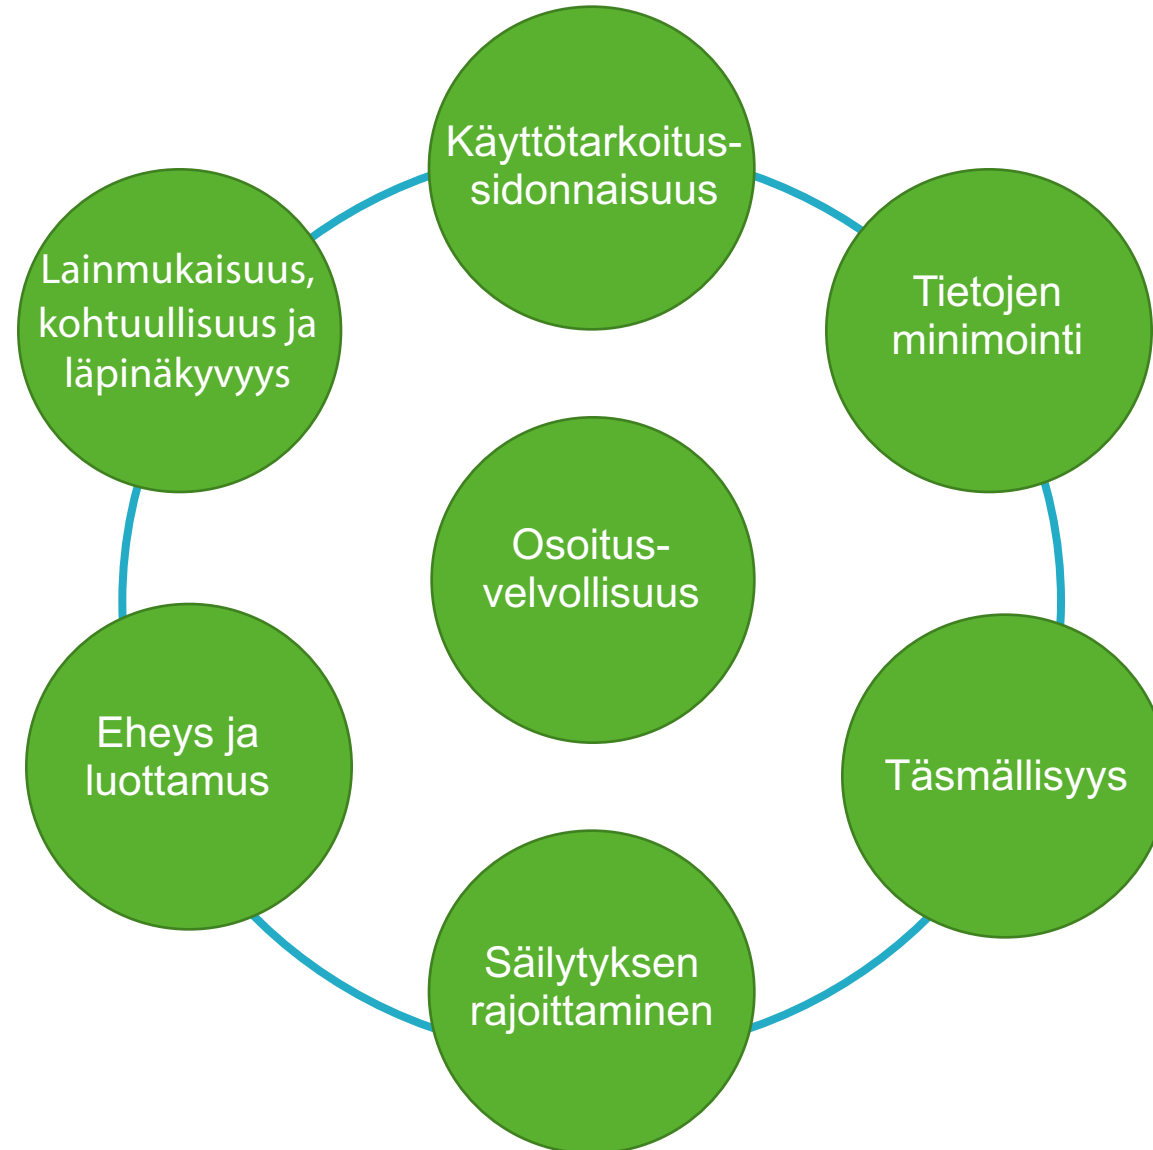 Käyttötarkoitus-
sidonnaisuus
Lainmukaisuus,
kohtuullisuus ja
läpinäkyvyys
Tietojen
minimointi
Osoitus-
velvollisuus
Eheys ja
luottamus
Täsmällisyys
Säilytyksen
rajoittaminen